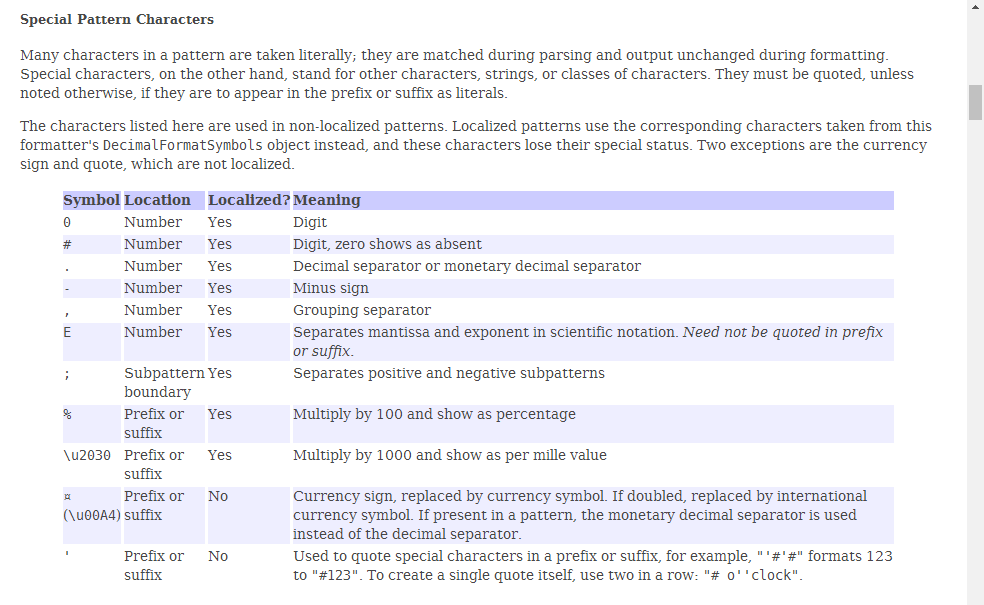 Special Pattern Characters
Many characters in a pattern are taken literally; they are matched during parsing and output unchanged during formatting.
Special characters, on the other hand, stand for other characters, strings, or classes of characters. They must be quoted, unless
noted otherwise, if they are to appear in the prefix or suffix as literals.
The characters listed here are used in non-localized patterns. Localized patterns use the corresponding characters taken from this
formatter's DecimalFormatSymbols object instead, and these characters lose their special status. Two exceptions are the currency
sign and quote, which are not localized.
Symbol Location Localized? Meaning
0 Number Yes Digit
# Number Yes Digit, zero shows as absent
. Number Yes Decimal separator or monetary decimal separator
- Number Yes Minus sign
, Number Yes Grouping separator
E Number Yes Separates mantissa and exponent in scientific notation. Need not be quoted in prefix
or suffix.
; Subpattern Yes Separates positive and negative subpatterns
boundary
% Prefix or Yes Multiply by 100 and show as percentage
suffix
\u2030 Prefix or Yes Multiply by 1000 and show as per mille value
suffix
¤ Prefix or No Currency sign, replaced by currency symbol. If doubled, replaced by international
(\u00A4) suffix currency symbol. If present in a pattern, the monetary decimal separator is used
instead of the decimal separator.
' Prefix or No Used to quote special characters in a prefix or suffix, for example, "'#'#" formats 123
suffix to "#123". To create a single quote itself, use two in a row: "# o''clock".